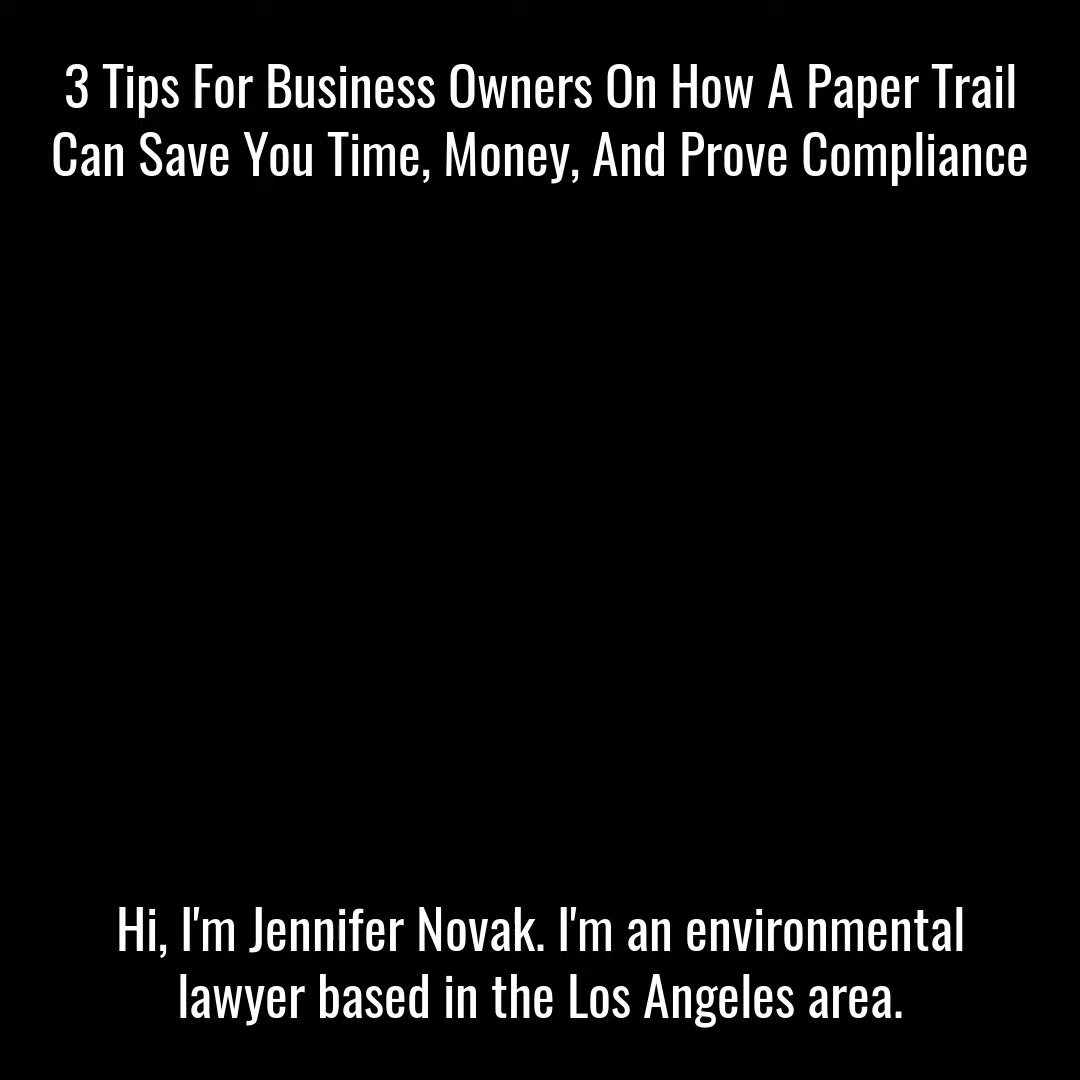 3 Tips For Business Owners On How A Paper Trail
Can Save You Time, Money, And Prove Compliance
Hi, I'm Jennifer Novak. I'm an environmental
lawyer based in the Los Angeles area.